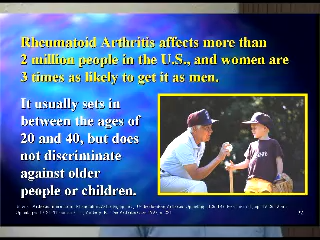 Rheumatoid Arthritis affects more than
2 million people in the U.S., and women are
3 times as likely to get it as men.
It usually sets in
between the ages of
20 and 40, but does
not discriminate
against older
people or children.